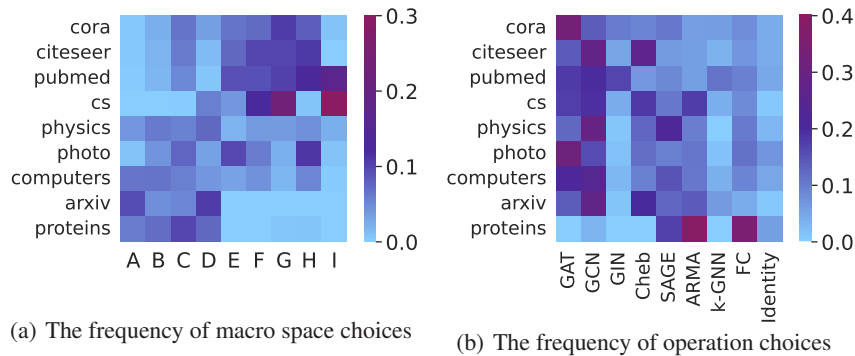 cora
citeseer
pubmed
cs
physics
photo
computers
arxiv
proteins
A B C D E F G H I
0.3
0.2
0.1
0.0
(a) The frequency of macro space choices
cora
citeseer
pubmed
cs
physics
photo
computers
arxiv
proteins
GAT
GCN
GIN
Cheb
SAGE
ARMA
k-GNN
FC
Identity
0.4
0.3
0.2
0.1
0.0
(b) The frequency of operation choices